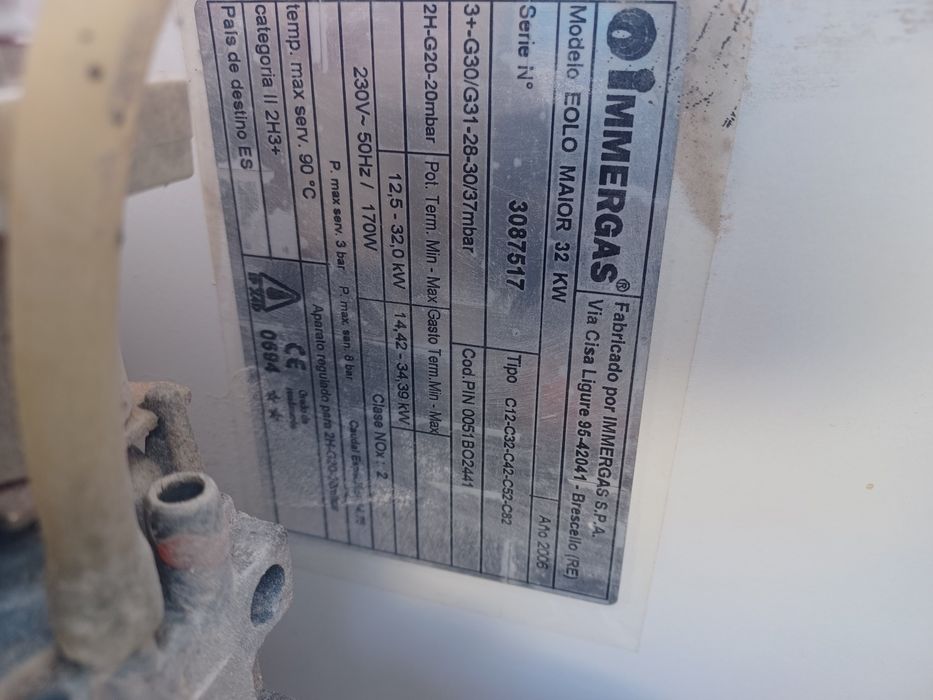 IMMERGAS®
Fabricado por IMMERGAS S.P.A.
Via Cisa Ligure 95-42041 - Brescello (RE)
Modelo EOLO MAIOR 32 KW
Año 2006
Serie N° 3087517
Tipo C12-C32-C42-C52-C82
3+-G30/G31-28-30/37mbar
Cod.PIN 0051BO2441
2H-G20-20mbar Pot. Term. Min - Max Gasto Term.Min - Max
12,5 - 32,0 kW 14,42 - 34,39 kW
230V~ 50Hz / 170W Clase NOx : 2
P. max serv. 3 bar P. max. san. 8 bar Caudal
temp. max serv. 90 °C
Aparato regulado para 2H-G20-20mbar
categoria II 2H3+
CE 0694 **
País de destino ES